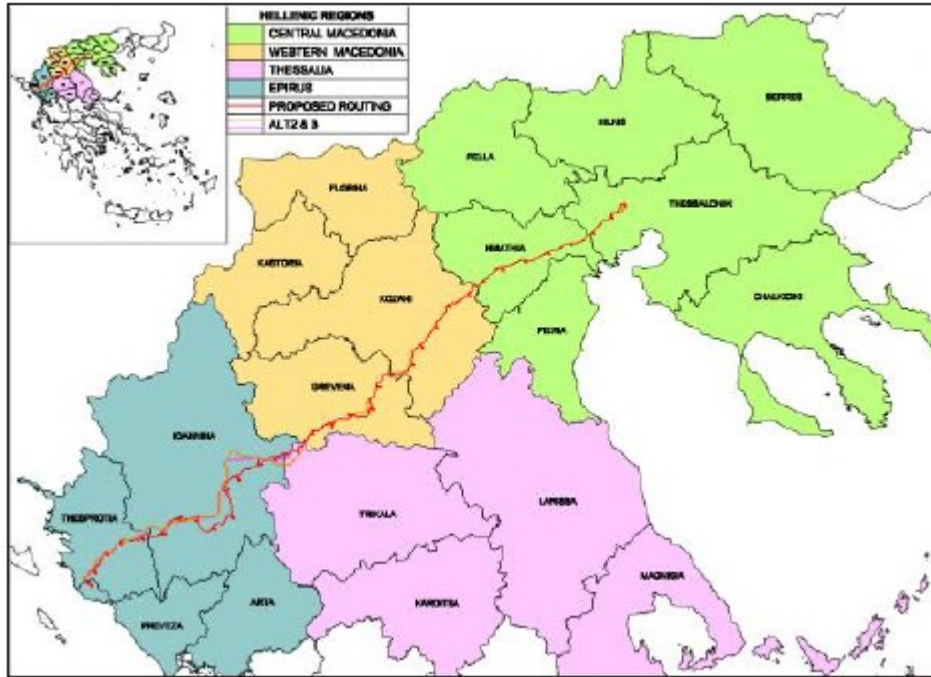 HELLENIC REGIONS
CENTRAL MACEDONIA
WESTERN MACEDONIA
THESSALIA
EPIRUS
PROPOSED ROUTING
ALT2 & 3
SERRES
KILKIS
PELLA
FLORINA
THESSALONIKI
IMATHIA
KASTORIA
KOZANI
CHALKIDIKI
PIERIA
GREVENA
IOANNINA
LARISSA
TRIKALA
THESPROTIA
MAGNISIA
ARTA
KARDITSA
PREVEZA